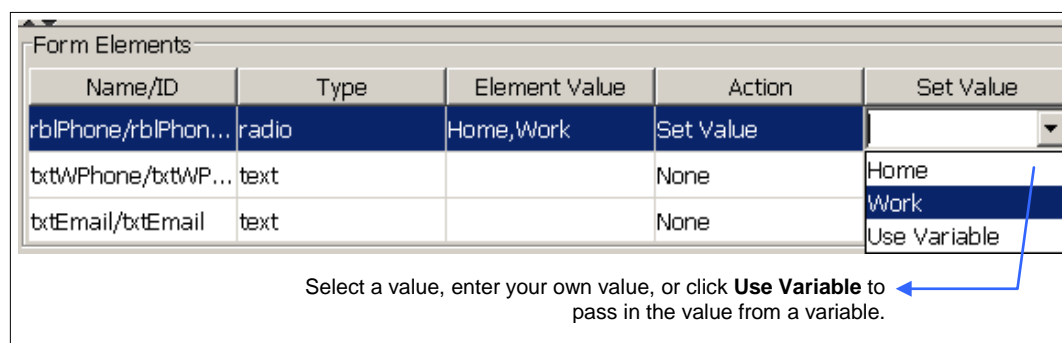 Form Elements
Name/ID Type Element Value Action Set Value
rblPhone/rblPhon... radio Home,Work Set Value
txtWPhone/txtWP... text None Home
Work
txtEmail/txtEmail text None Use Variable
Select a value, enter your own value, or click Use Variable to
pass in the value from a variable.